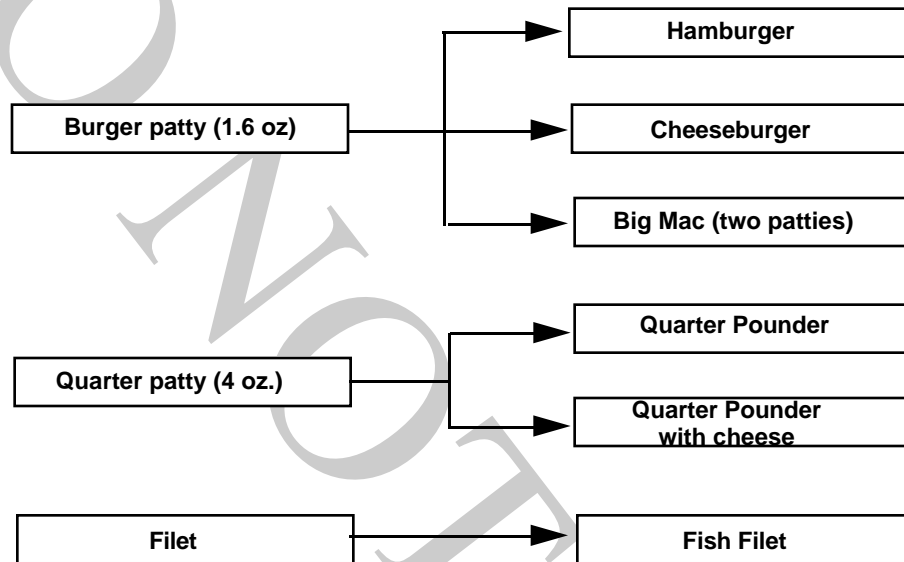 Hamburger
Burger patty (1.6 oz)
Cheeseburger
Big Mac (two patties)
Quarter Pounder
Quarter patty (4 oz.)
Quarter Pounder
with cheese
Filet
Fish Filet
O NOT